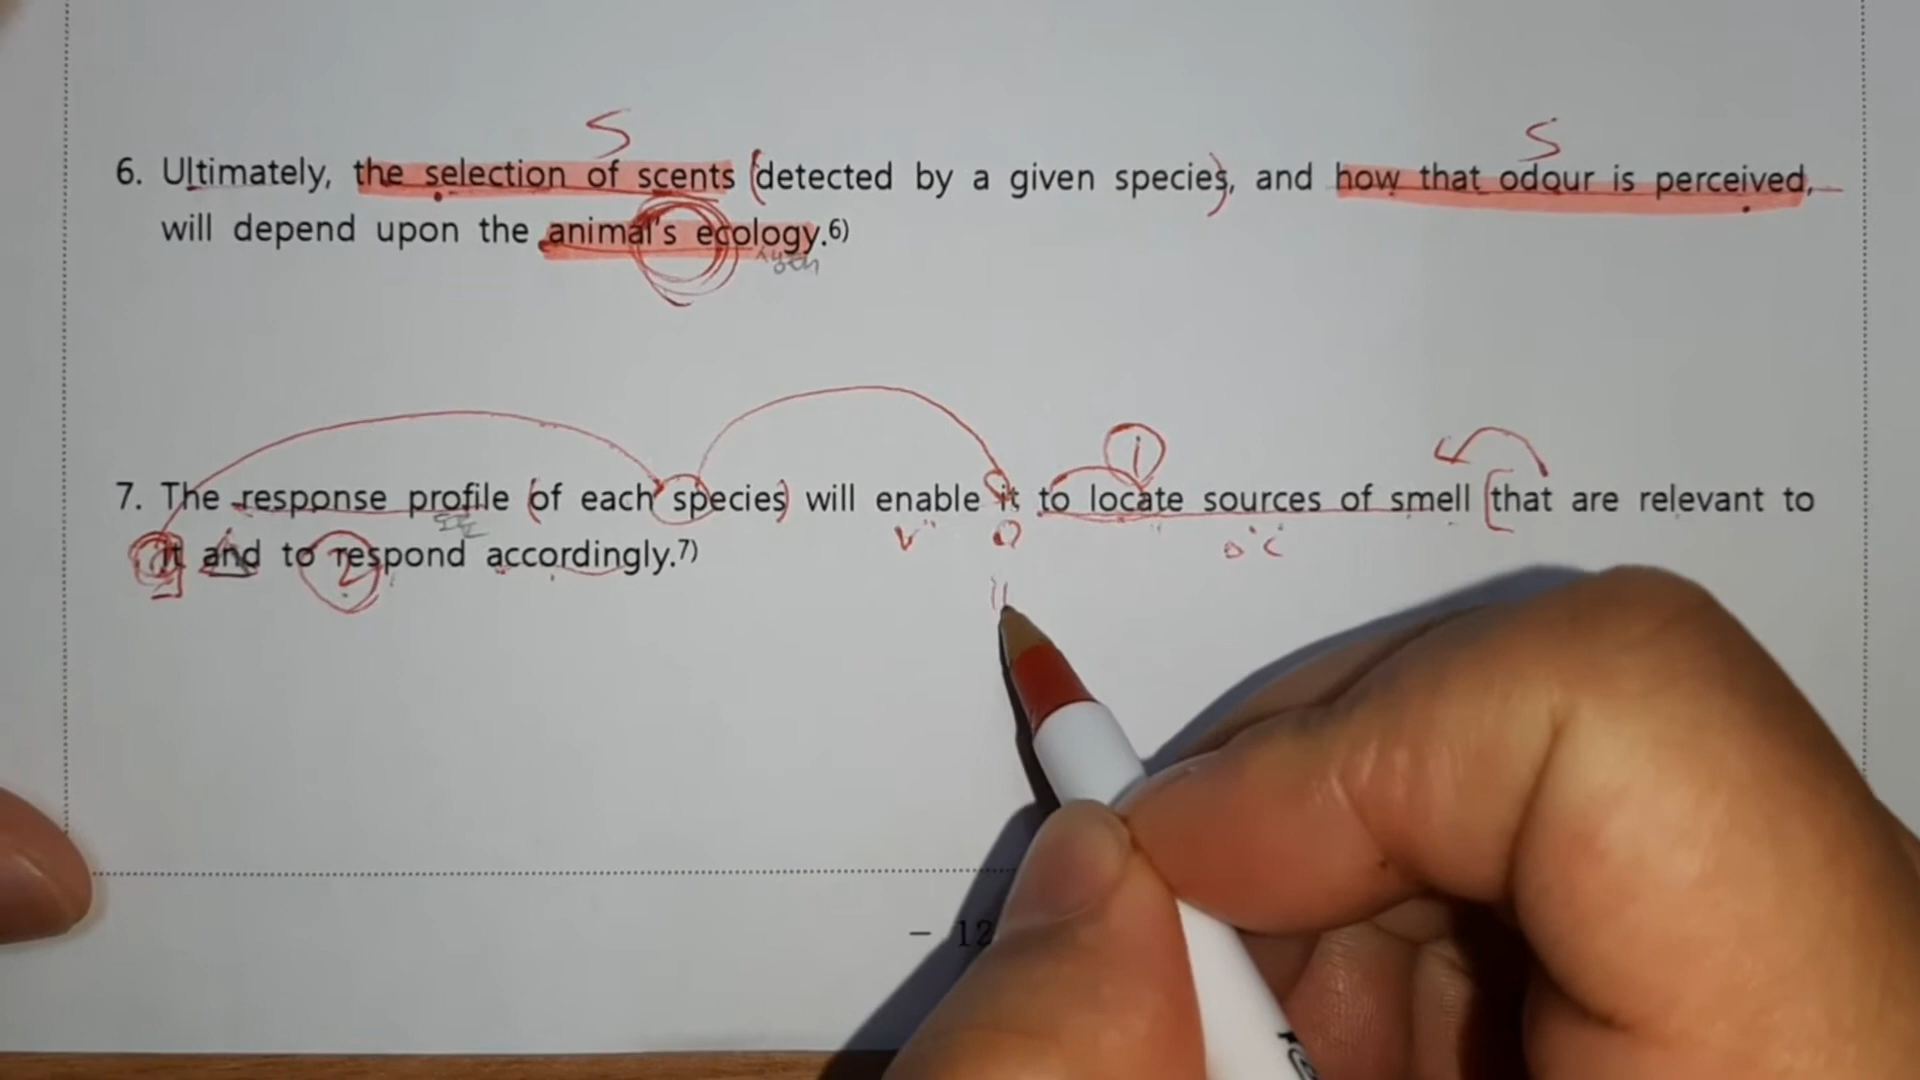 S S
6. Ultimately, the selection of scents (detected by a given species), and how that odour is perceived,
will depend upon the animal's ecology.6)
①
7. The response profile (of each species) will enable it to locate sources of smell [that are relevant to
it and to respond accordingly.7)
②
v O O·C
- 12